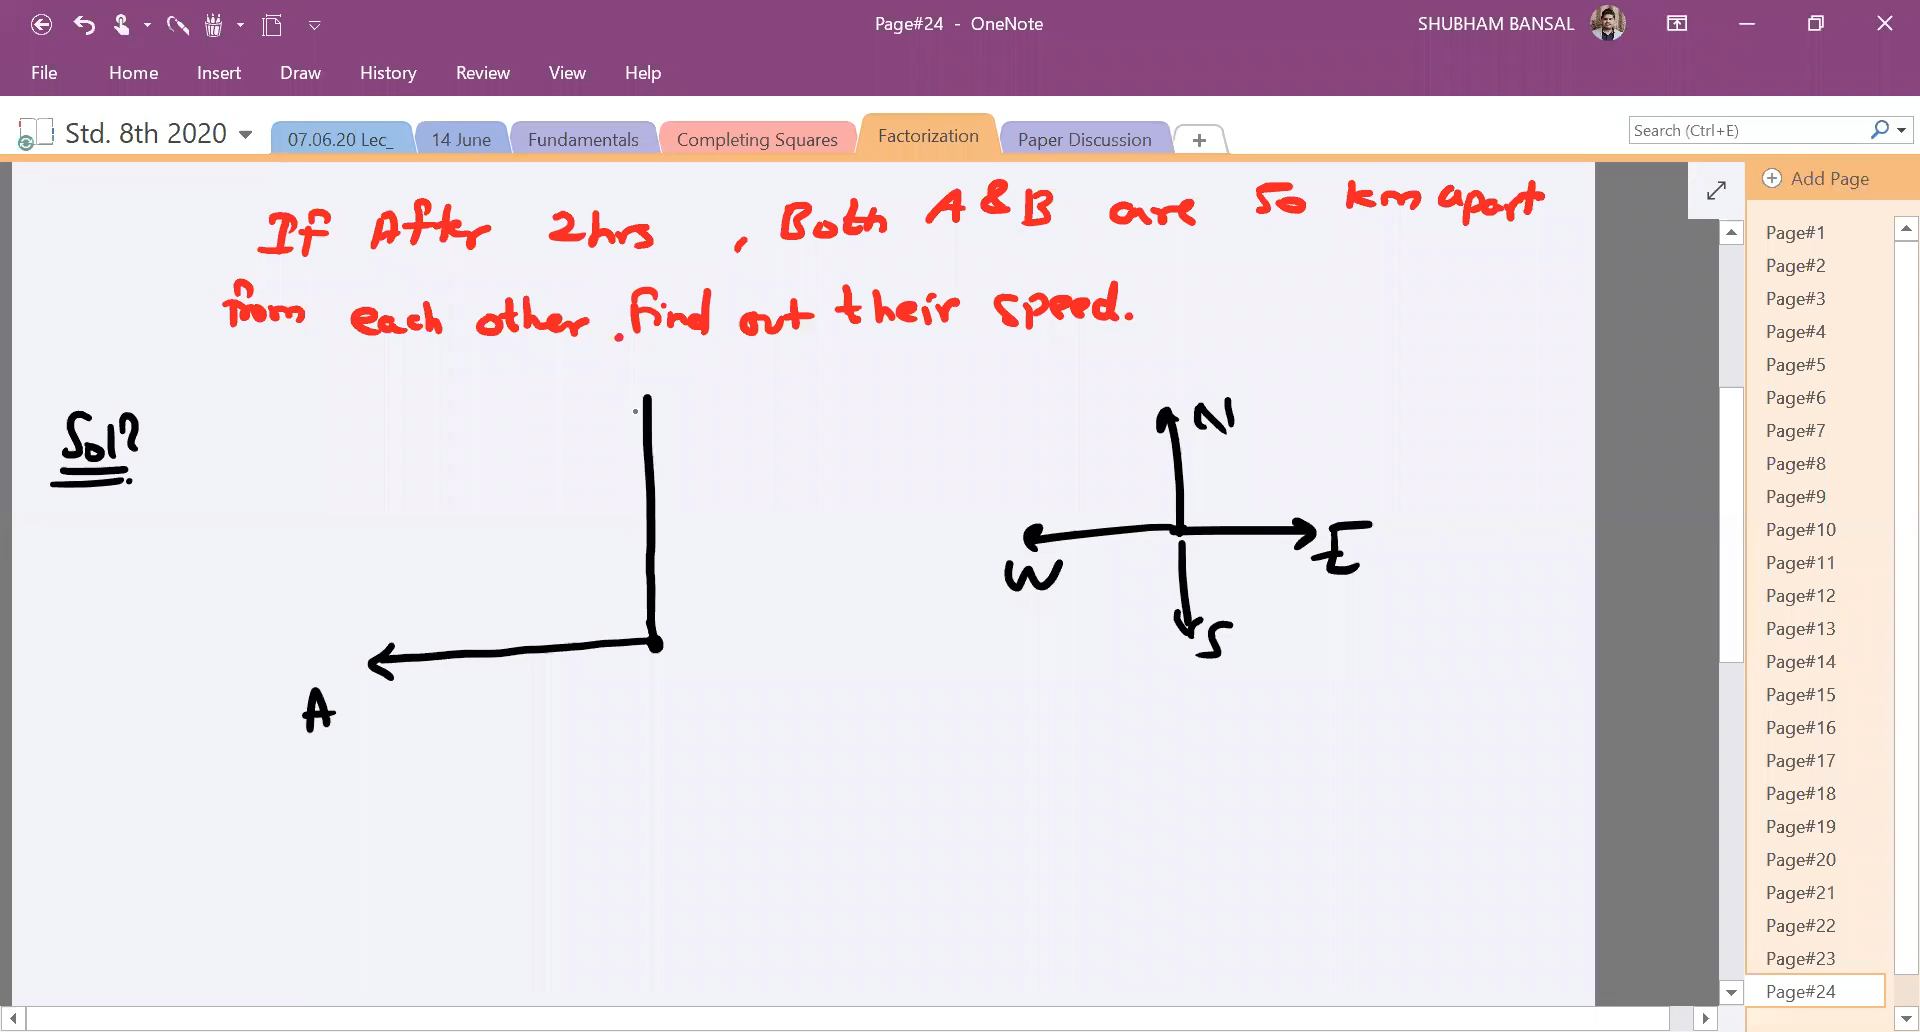 Page#24 - OneNote
SHUBHAM BANSAL
File Home Insert Draw History Review View Help
Std. 8th 2020
07.06.20 Lec_
14 June
Fundamentals
Completing Squares
Factorization
Paper Discussion
+
Search (Ctrl+E)
If After 2hrs, Both A & B are 50 km apart
from each other. Find out their speed.
Soln
A
N
W
E
S
Add Page
Page#1
Page#2
Page#3
Page#4
Page#5
Page#6
Page#7
Page#8
Page#9
Page#10
Page#11
Page#12
Page#13
Page#14
Page#15
Page#16
Page#17
Page#18
Page#19
Page#20
Page#21
Page#22
Page#23
Page#24